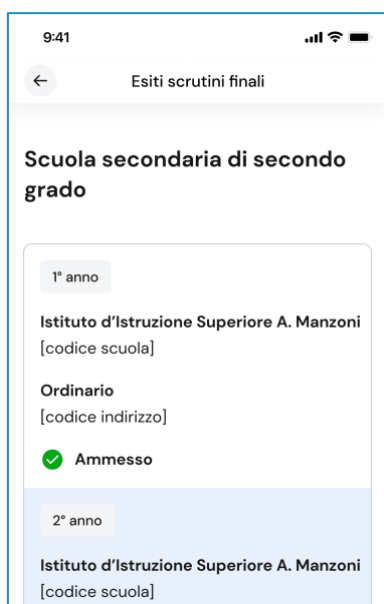 9:41
Esiti scrutini finali
Scuola secondaria di secondo
grado
1° anno
Istituto d'Istruzione Superiore A. Manzoni
[codice scuola]
Ordinario
[codice indirizzo]
Ammesso
2° anno
Istituto d'Istruzione Superiore A. Manzoni
[codice scuola]